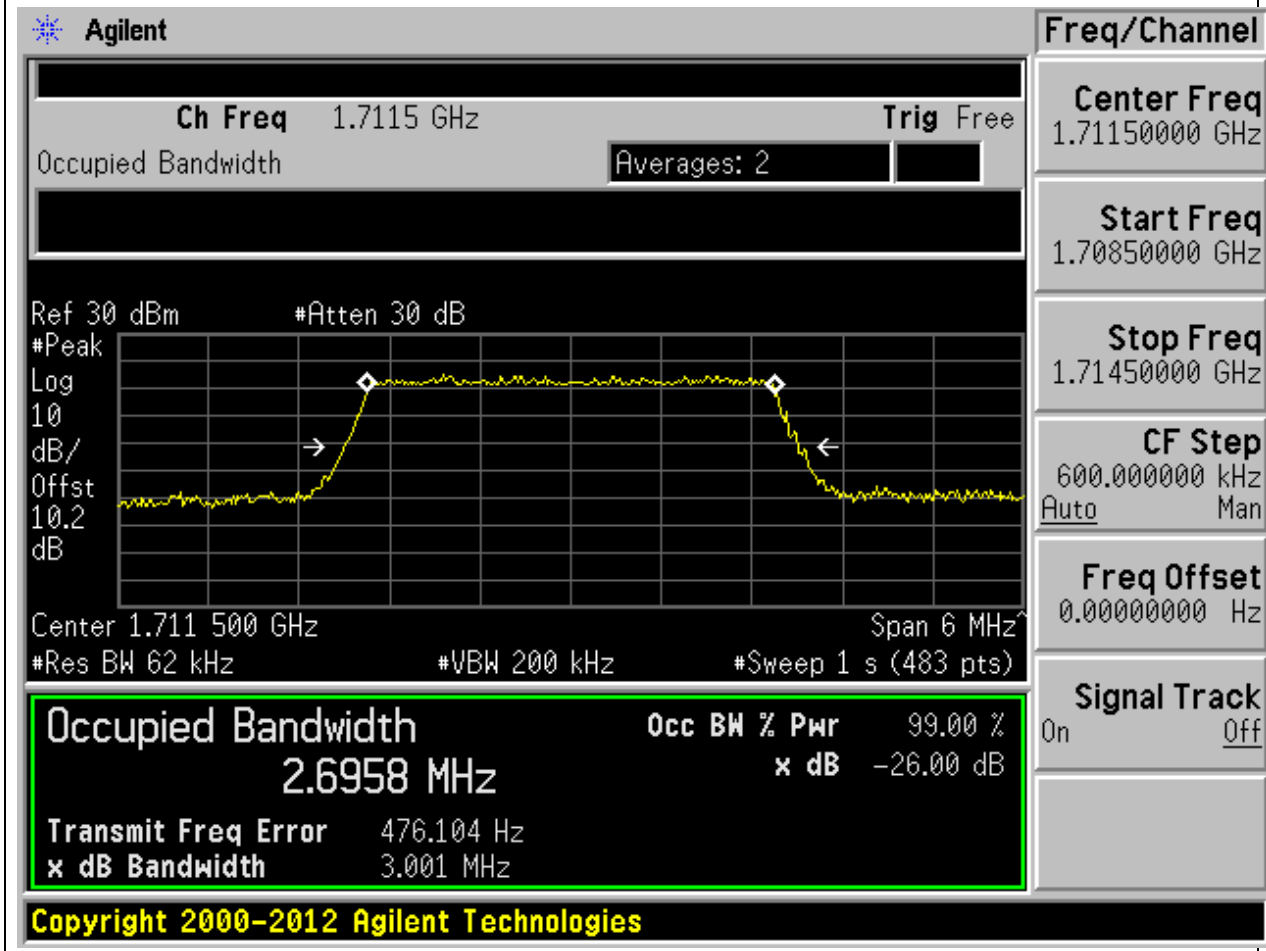 Agilent
Freq/Channel
Ch Freq 1.7115 GHz Trig Free
Occupied Bandwidth Averages: 2
Center Freq
1.71150000 GHz
Start Freq
1.70850000 GHz
Stop Freq
1.71450000 GHz
CF Step
600.000000 kHz
Auto Man
Freq Offset
0.00000000 Hz
Signal Track
On Off
Ref 30 dBm #Atten 30 dB
#Peak
Log
10
dB/
Offst
10.2
dB
Center 1.711 500 GHz Span 6 MHz^
#Res BW 62 kHz #VBW 200 kHz #Sweep 1 s (483 pts)
Occupied Bandwidth Occ BW % Pwr 99.00 %
2.6958 MHz x dB -26.00 dB
Transmit Freq Error 476.104 Hz
x dB Bandwidth 3.001 MHz
Copyright 2000-2012 Agilent Technologies